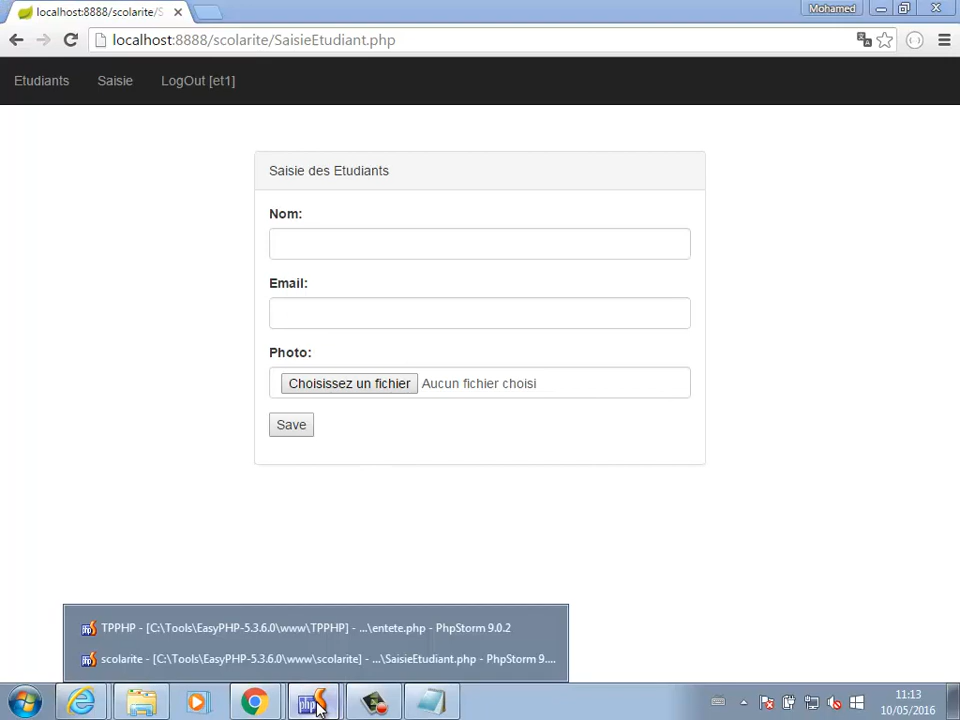 localhost:8888/scolarite/S
Mohamed
localhost:8888/scolarite/SaisieEtudiant.php
Etudiants Saisie LogOut [et1]
Saisie des Etudiants
Nom:
Email:
Photo:
Choisissez un fichier Aucun fichier choisi
Save
TPPHP - [C:\Tools\EasyPHP-5.3.6.0\www\TPPHP] - ...\entete.php - PhpStorm 9.0.2
scolarite - [C:\Tools\EasyPHP-5.3.6.0\www\scolarite] - ...\SaisieEtudiant.php - PhpStorm 9....
php
11:13
10/05/2016